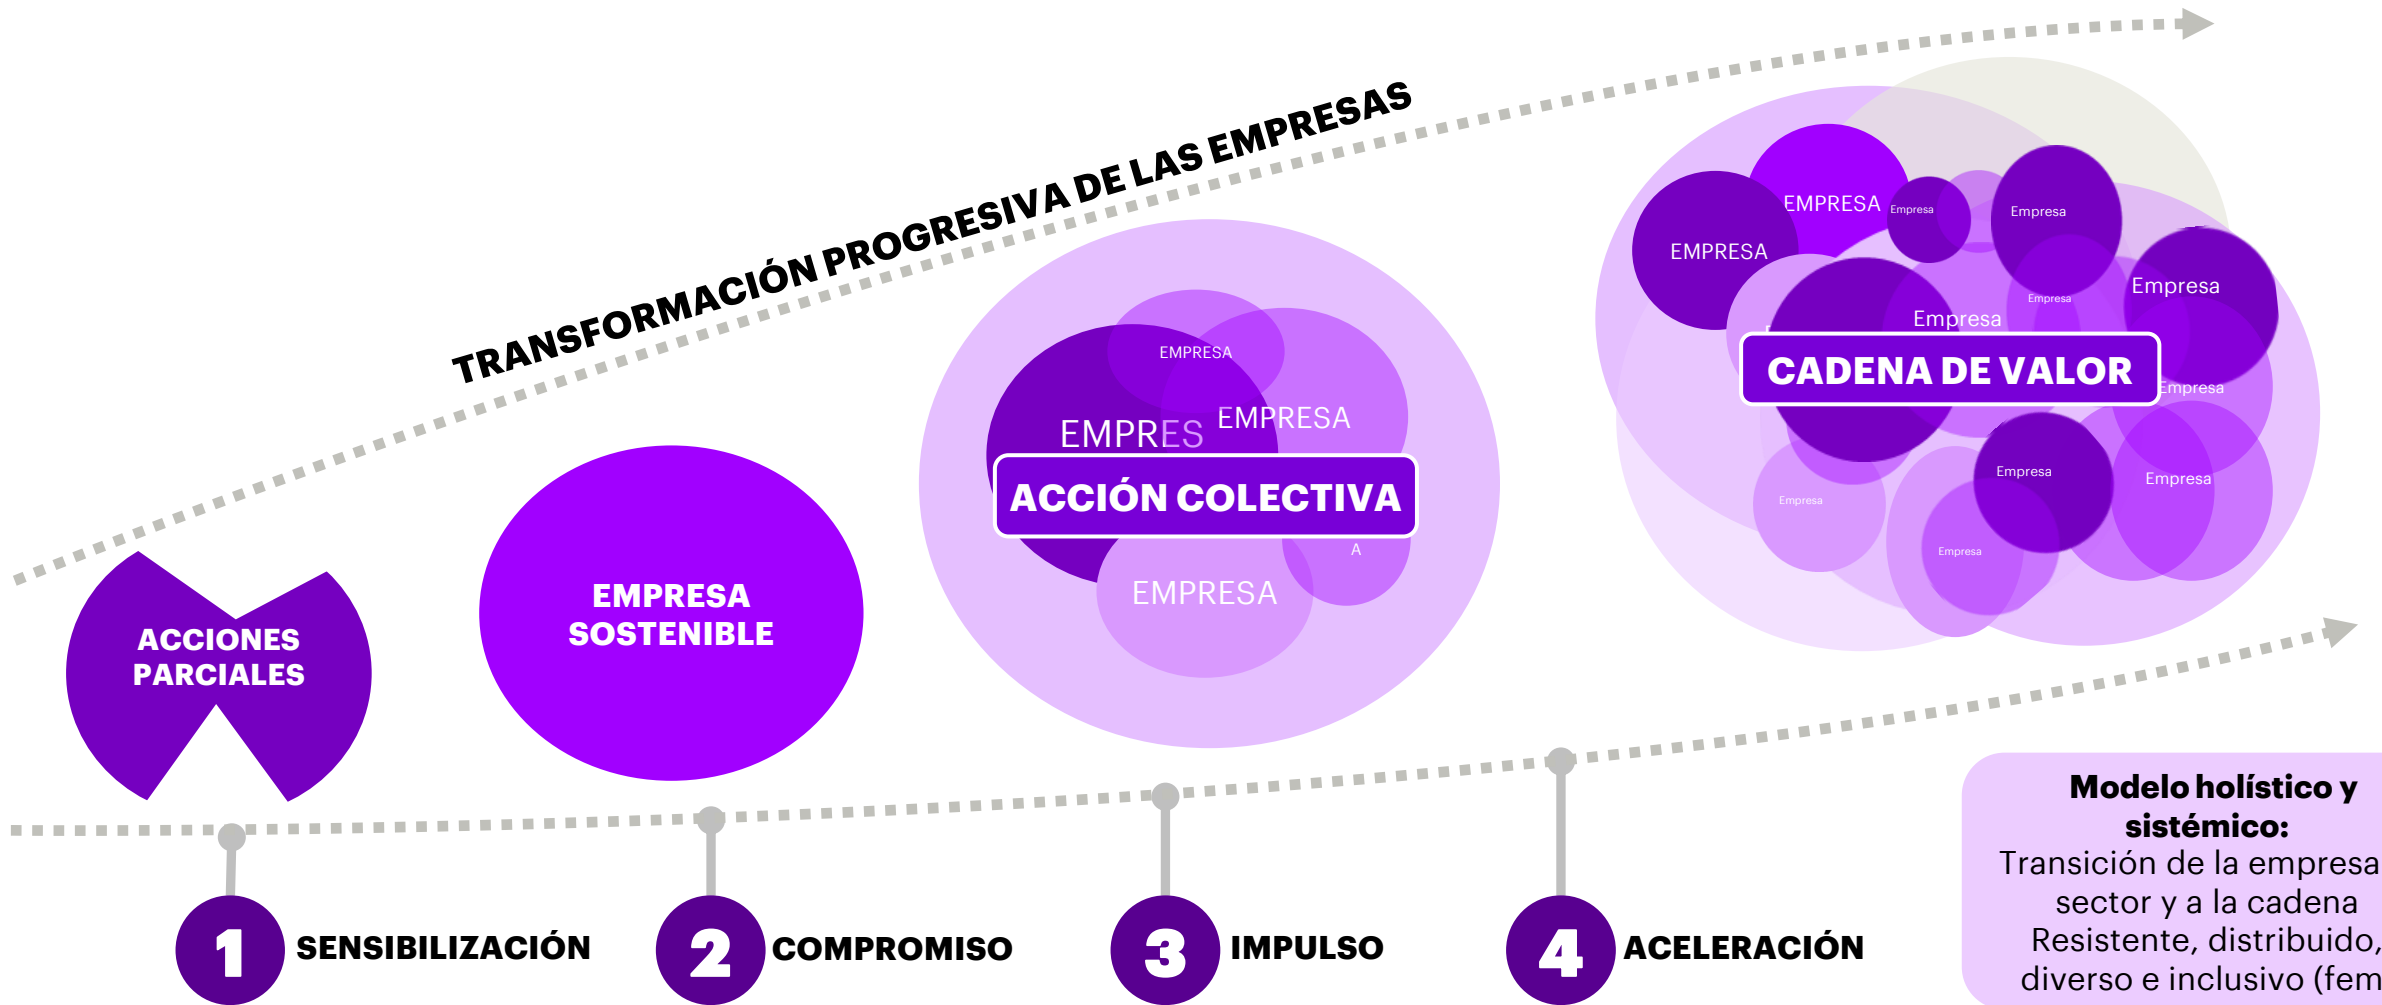 TRANSFORMACIÓN PROGRESIVA DE LAS EMPRESAS
ACCIONES
PARCIALES
EMPRESA
SOSTENIBLE
EMPRESA
EMPRESA
EMPRES
ACCIÓN COLECTIVA
A
EMPRESA
EMPRESA
EMPRESA
Empresa
Empresa
Empresa
Empresa
Empresa
CADENA DE VALOR
Empresa
Empresa
Empresa
Empresa
Empresa
1 SENSIBILIZACIÓN
2 COMPROMISO
3 IMPULSO
4 ACELERACIÓN
Modelo holístico y
sistémico:
Transición de la empresa
sector y a la cadena
Resistente, distribuido,
diverso e inclusivo (fem